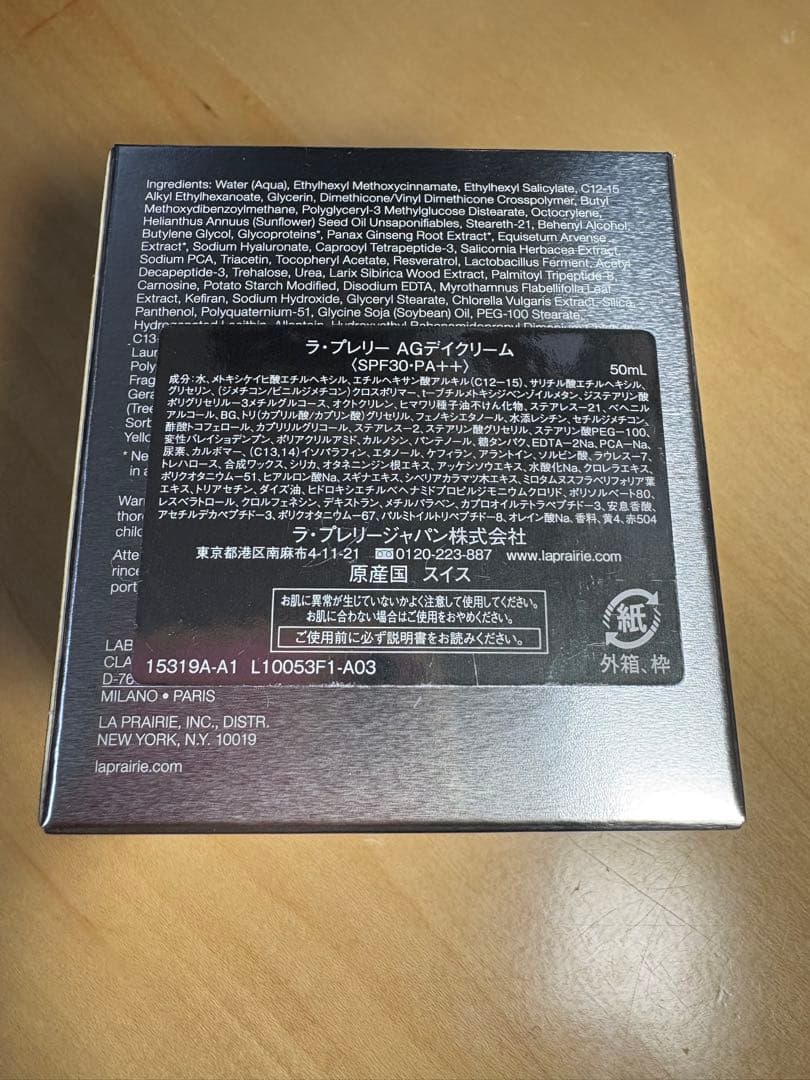 Ingredients: Water (Aqua), Ethylhexyl Methoxycinnamate, Ethylhexyl Salicylate, C12-15
Alkyl Ethylhexanoate, Glycerin, Dimethicone/Vinyl Dimethicone Crosspolymer, Butyl
Methoxydibenzoylmethane, Polyglyceryl-3 Methylglucose Distearate, Octocrylene,
Helianthus Annuus (Sunflower) Seed Oil Unsaponifiables, Steareth-21, Behenyl Alcohol,
Butylene Glycol, Glycoproteins*, Panax Ginseng Root Extract*, Equisetum Arvense
Extract*, Sodium Hyaluronate, Caprooyl Tetrapeptide-3, Salicornia Herbacea Extract,
Sodium PCA, Triacetin, Tocopheryl Acetate, Resveratrol, Lactobacillus Ferment, Acetyl
Decapeptide-3, Trehalose, Urea, Larix Sibirica Wood Extract, Palmitoyl Tripeptide-8,
Carnosine, Potato Starch Modified, Disodium EDTA, Myrothamnus Flabellifolia Leaf
Extract, Kefiran, Sodium Hydroxide, Glyceryl Stearate, Chlorella Vulgaris Extract, Silica,
Panthenol, Polyquaternium-51, Glycine Soja (Soybean) Oil, PEG-100 Stearate,
C13
Laur
Poly
Frag
Gera
(Tree
Sorb
Yello
* Ne
in a
ラ・プレリー AGデイクリーム
〈SPF30・PA++〉
50mL
成分:水、メトキシケイヒ酸エチルヘキシル、エチルヘキサン酸アルキル(C12-15)、サリチル酸エチルヘキシル、
グリセリン、(ジメチコン/ビニルジメチコン)クロスポリマー、t-ブチルメトキシジベンゾイルメタン、ジステアリン酸
ポリグリセリル-3メチルグルコース、オクトクリレン、ヒマワリ種子油不けん化物、ステアレス-21、ベヘニル
アルコール、BG、トリ(カプリル酸/カプリン酸)グリセリル、フェノキシエタノール、水添レシチン、セチルジメチコン、
酢酸トコフェロール、カプリリルグリコール、ステアレス-2、ステアリン酸グリセリル、ステアリン酸PEG-100、
変性バレイショデンプン、ポリアクリルアミド、カルノシン、パンテノール、糖タンパク、EDTA-2Na、PCA-Na、
尿素、カルボマー、(C13,14)イソパラフィン、エタノール、ケフィラン、アラントイン、ソルビン酸、ラウレス-7、
トレハロース、合成ワックス、シリカ、オタネニンジン根エキス、アッケシソウエキス、水酸化Na、クロレラエキス、
ポリクオタニウム-51、ヒアルロン酸Na、スギナエキス、シベリアカラマツ木エキス、ミロタムヌスフラベリフォリア葉
エキス、トリアセチン、ダイズ油、ヒドロキシエチルベヘナミドプロピルジモニウムクロリド、ポリソルベート80、
レスベラトロール、クロルフェネシン、デキストラン、メチルパラベン、カプロオイルテトラペプチド-3、安息香酸、
アセチルデカペプチド-3、ポリクオタニウム-67、パルミトイルトリペプチド-8、オレイン酸Na、香料、黄4、赤504
ラ・プレリージャパン株式会社
東京都港区南麻布4-11-21 0120-223-887 www.laprairie.com
原産国 スイス
お肌に異常が生じていないかよく注意して使用してください。
お肌に合わない場合はご使用をおやめください。
ご使用前に必ず説明書をお読みください。
紙
外箱、枠
15319A-A1 L10053F1-A03
Warn
thoro
child
Atte
rince
port
LAB
CLA
D-76
MILANO • PARIS
LA PRAIRIE, INC., DISTR.
NEW YORK, N.Y. 10019
laprairie.com